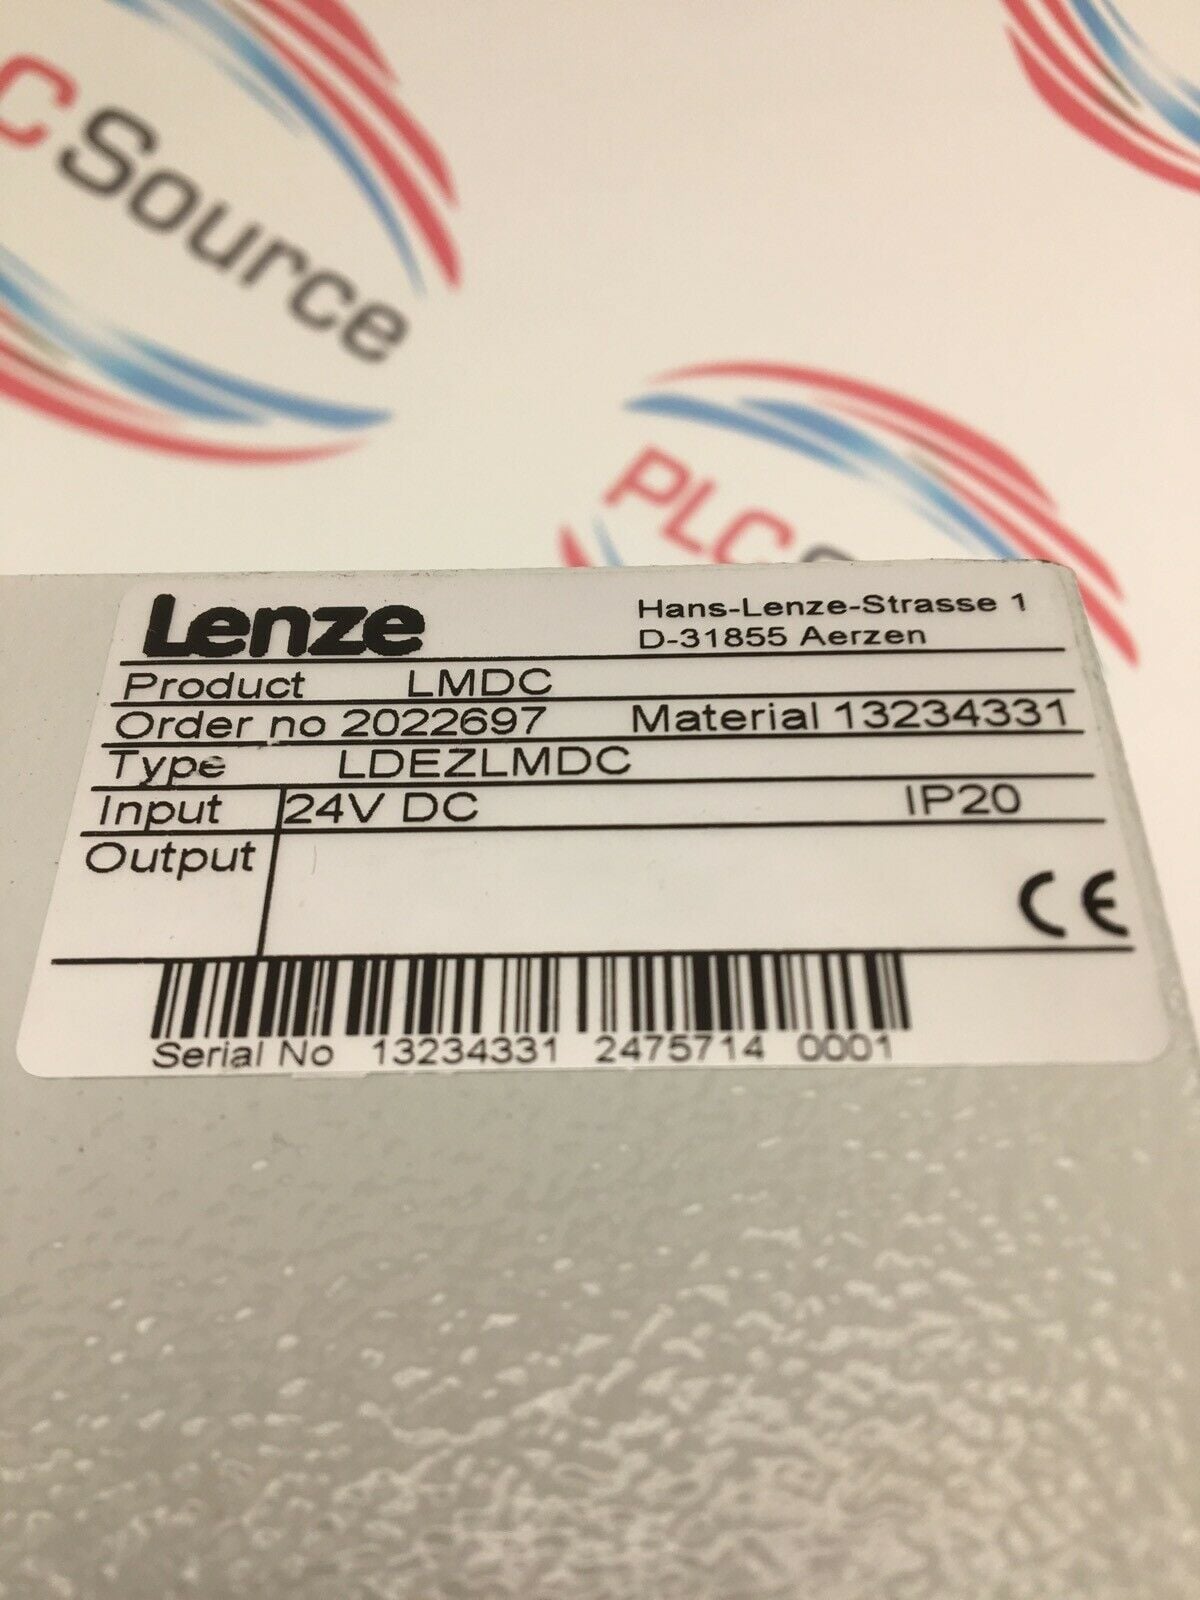 CSource
PLC
Lenze
Hans-Lenze-Strasse 1
D-31855 Aerzen
Product LMDC
Order no 2022697 Material 13234331
Type LDEZLMDC
Input 24V DC IP20
Output
CE
Serial No 13234331 2475714 0001